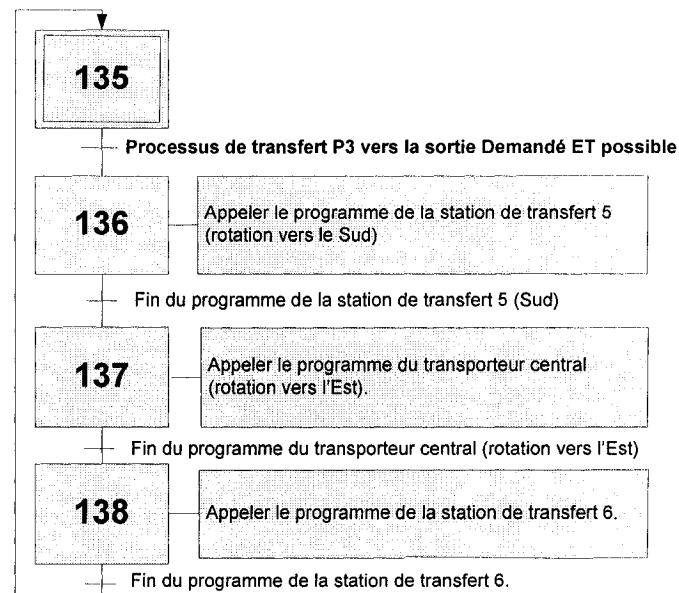 135
Processus de transfert P3 vers la sortie Demandé ET possible
136
Appeler le programme de la station de transfert 5
(rotation vers le Sud)
Fin du programme de la station de transfert 5 (Sud)
137
Appeler le programme du transporteur central
(rotation vers l'Est).
Fin du programme du transporteur central (rotation vers l'Est)
138
Appeler le programme de la station de transfert 6.
Fin du programme de la station de transfert 6.